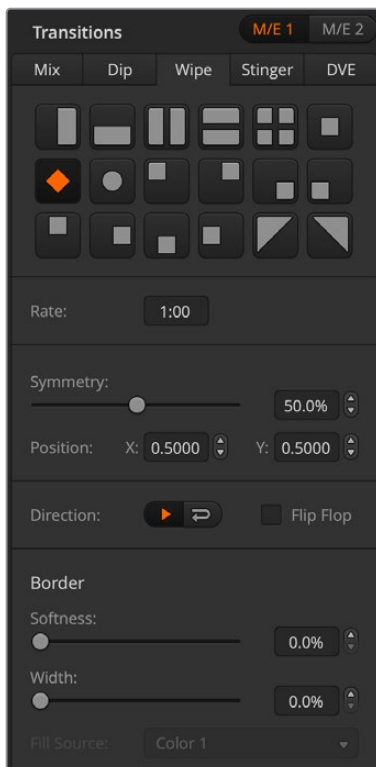 Transitions M/E 1 M/E 2
Mix Dip Wipe Stinger DVE
Rate: 1:00
Symmetry:
50.0%
Position: X: 0.5000 Y: 0.5000
Direction: Flip Flop
Border
Softness:
0.0%
Width:
0.0%
Fill Source: Color 1